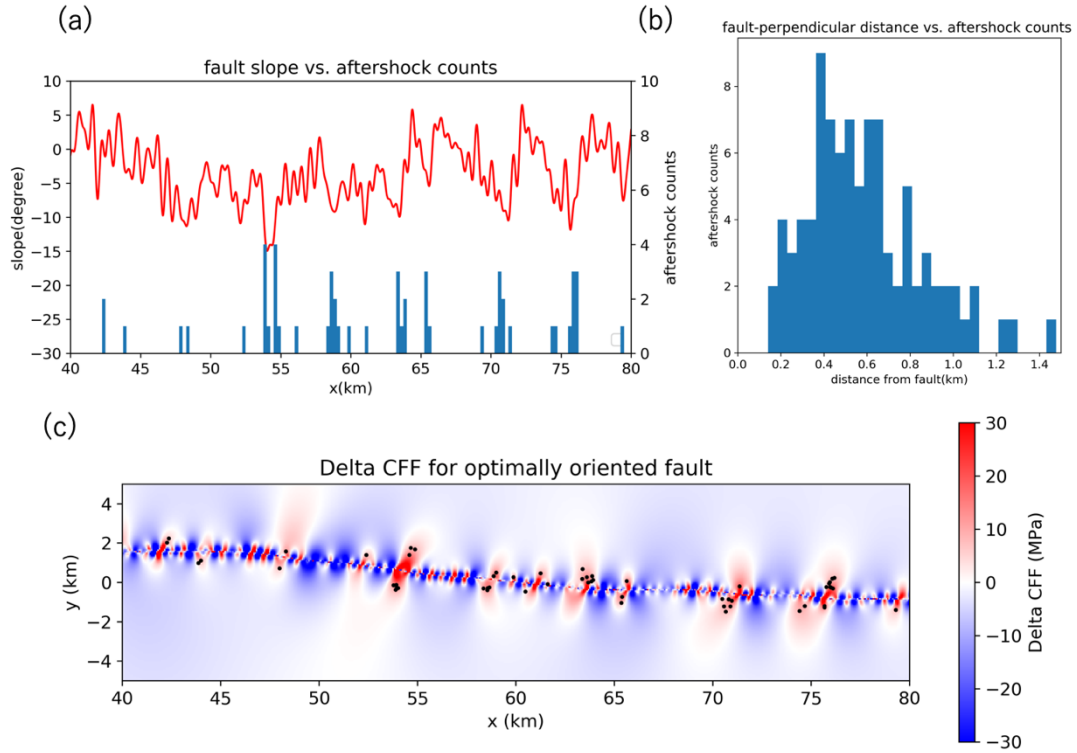 (a)
fault slope vs. aftershock counts
10
5
0
−5
−10
−15
−20
−25
−30
slope(degree)
10
8
6
4
2
0
aftershock counts
40 45 50 55 60 65 70 75 80
x(km)
(b)
fault-perpendicular distance vs. aftershock counts
8
6
4
2
0
aftershock counts
0.0 0.2 0.4 0.6 0.8 1.0 1.2 1.4
distance from fault(km)
(c)
Delta CFF for optimally oriented fault
4
2
0
−2
−4
y (km)
40 45 50 55 60 65 70 75 80
x (km)
30
20
10
0
−10
−20
−30
Delta CFF (MPa)